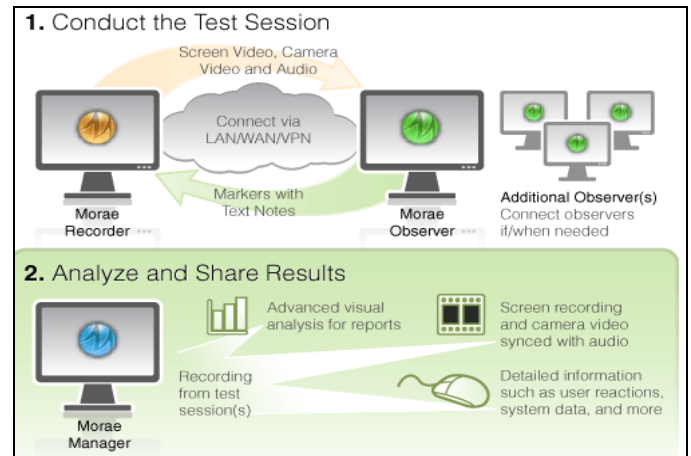 1. Conduct the Test Session
Screen Video, Camera
Video and Audio
Connect via
LAN/WAN/VPN
Markers with
Text Notes
Morae
Recorder
Morae
Observer
Additional Observer(s)
Connect observers
if/when needed
2. Analyze and Share Results
Advanced visual
analysis for reports
Screen recording
and camera video
synced with audio
Recording
from test
session(s)
Detailed information
such as user reactions,
system data, and more
Morae
Manager